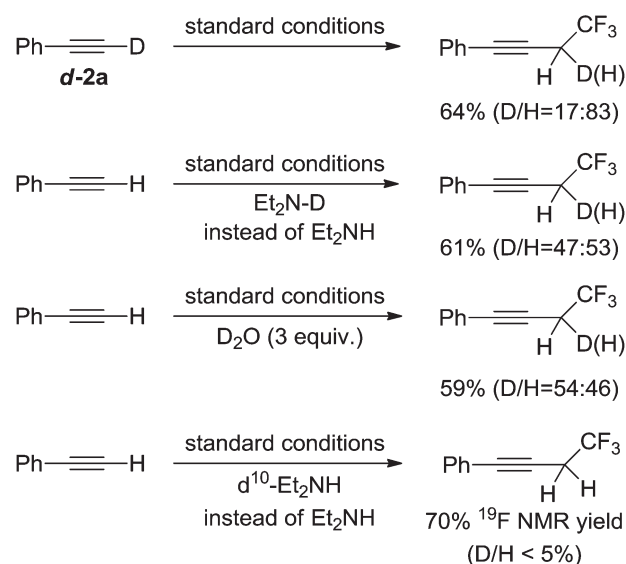 standard conditions
Ph D
d-2a
CF3
H D(H)
64% (D/H=17:83)
standard conditions
Ph H
Et2N-D
instead of Et2NH
Ph
CF3
H D(H)
61% (D/H=47:53)
standard conditions
Ph H
D2O (3 equiv.)
Ph
CF3
H D(H)
59% (D/H=54:46)
standard conditions
Ph H
d10-Et2NH
instead of Et2NH
Ph
CF3
H H
70% 19F NMR yield
(D/H < 5%)